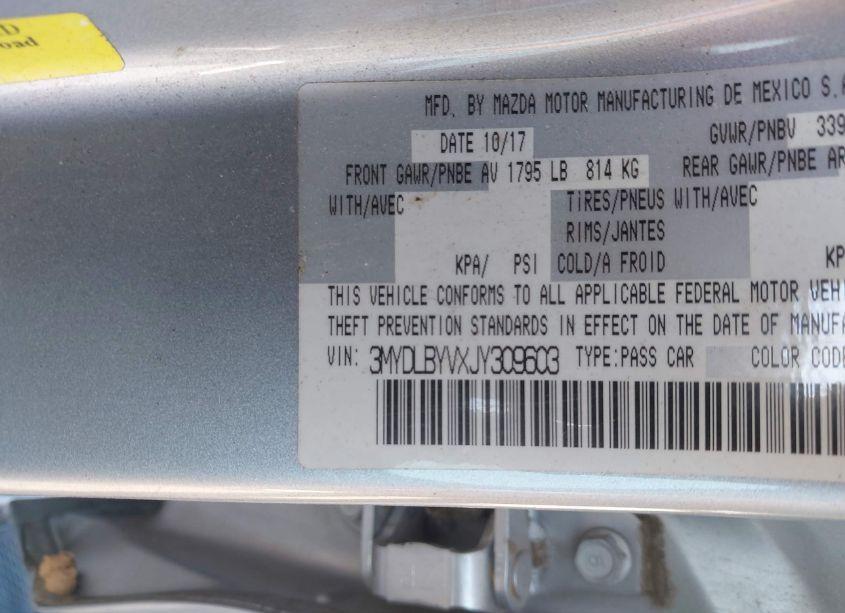 oad
MFD. BY MAZDA MOTOR MANUFACTURING DE MEXICO S.A
DATE 10/17
GVWR/PNBV 339
FRONT GAWR/PNBE AV 1795 LB 814 KG
REAR GAWR/PNBE AR
WITH/AVEC
TIRES/PNEUS WITH/AVEC
RIMS/JANTES
KPA/ PSI COLD/A FROID
KP
THIS VEHICLE CONFORMS TO ALL APPLICABLE FEDERAL MOTOR VEH
THEFT PREVENTION STANDARDS IN EFFECT ON THE DATE OF MANUFA
VIN: 3MYDLBYVXJY309603 TYPE:PASS CAR COLOR CODE